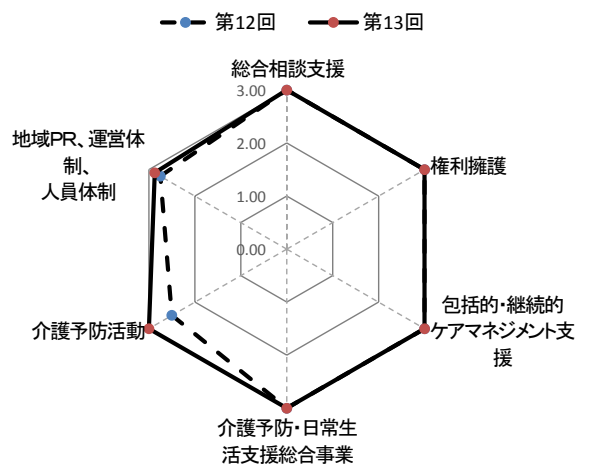 第12回 第13回
総合相談支援
3.00
2.00
1.00
0.00
権利擁護
包括的・継続的
ケアマネジメント支
援
介護予防・日常生
活支援総合事業
介護予防活動
地域PR、運営体
制、
人員体制